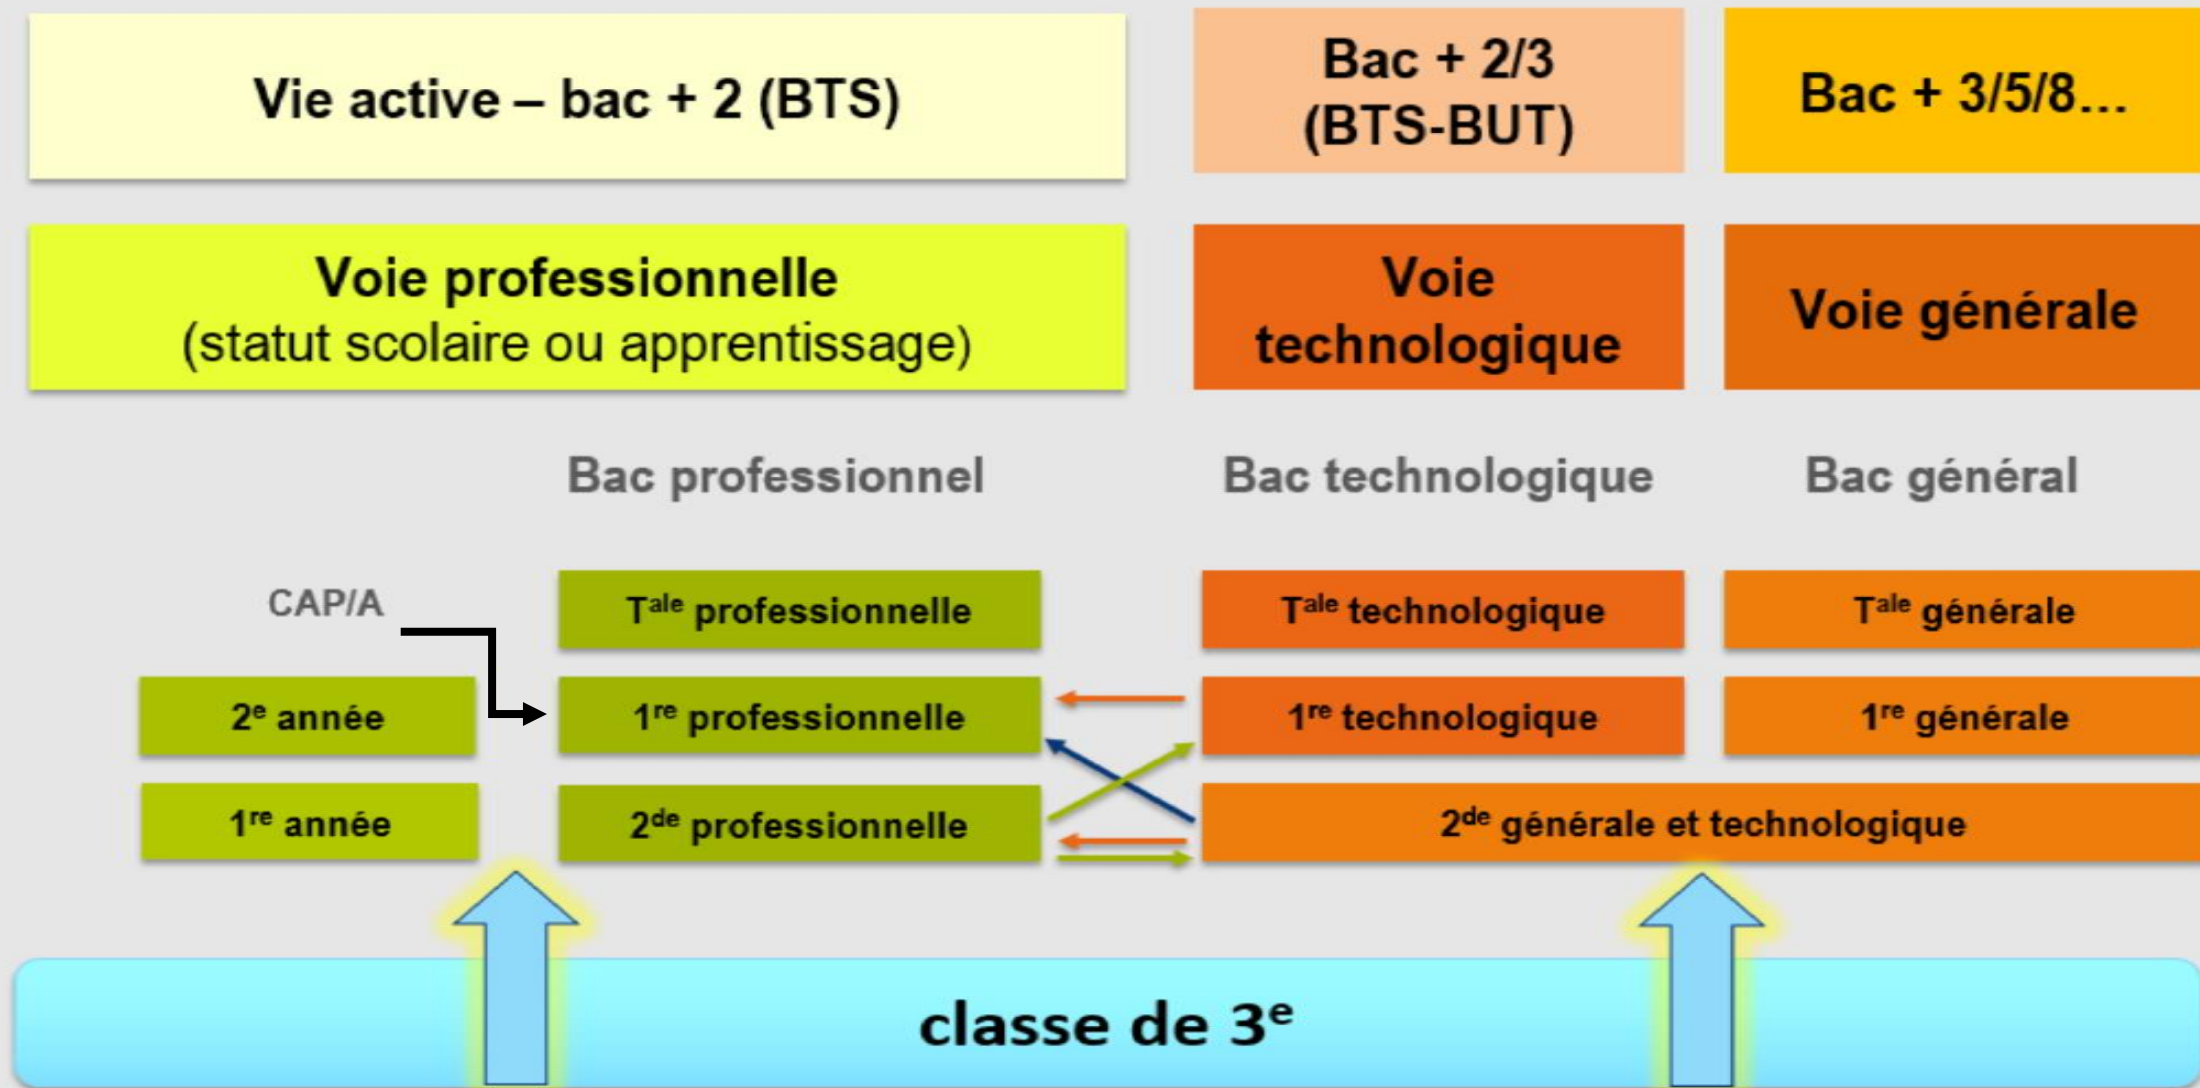 Vie active – bac + 2 (BTS)
Bac + 2/3
(BTS-BUT)
Bac + 3/5/8…
Voie professionnelle
(statut scolaire ou apprentissage)
Voie
technologique
Voie générale
Bac professionnel
Bac technologique
Bac général
CAP/A
Tale professionnelle
Tale technologique
Tale générale
2e année
1re professionnelle
1re technologique
1re générale
1re année
2de professionnelle
2de générale et technologique
classe de 3e